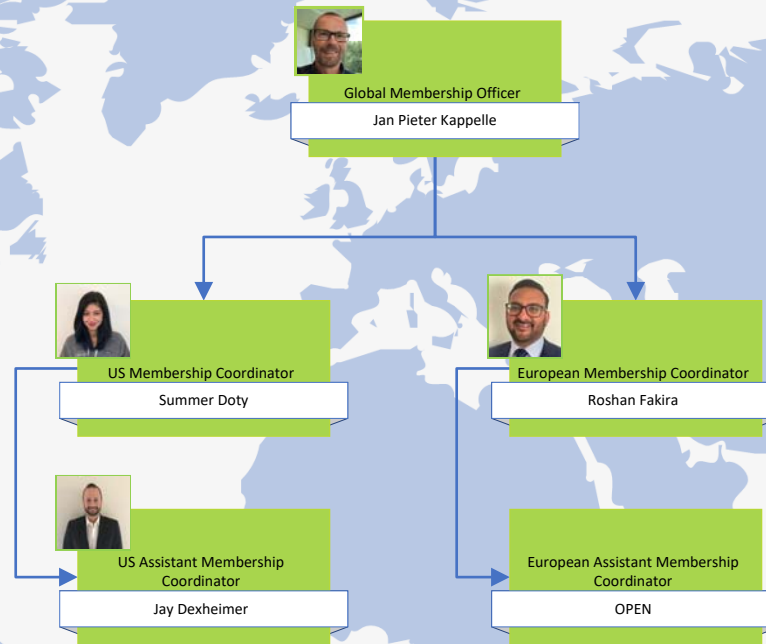 Global Membership Officer
Jan Pieter Kappelle
US Membership Coordinator
Summer Doty
European Membership Coordinator
Roshan Fakira
US Assistant Membership
Coordinator
Jay Dexheimer
European Assistant Membership
Coordinator
OPEN